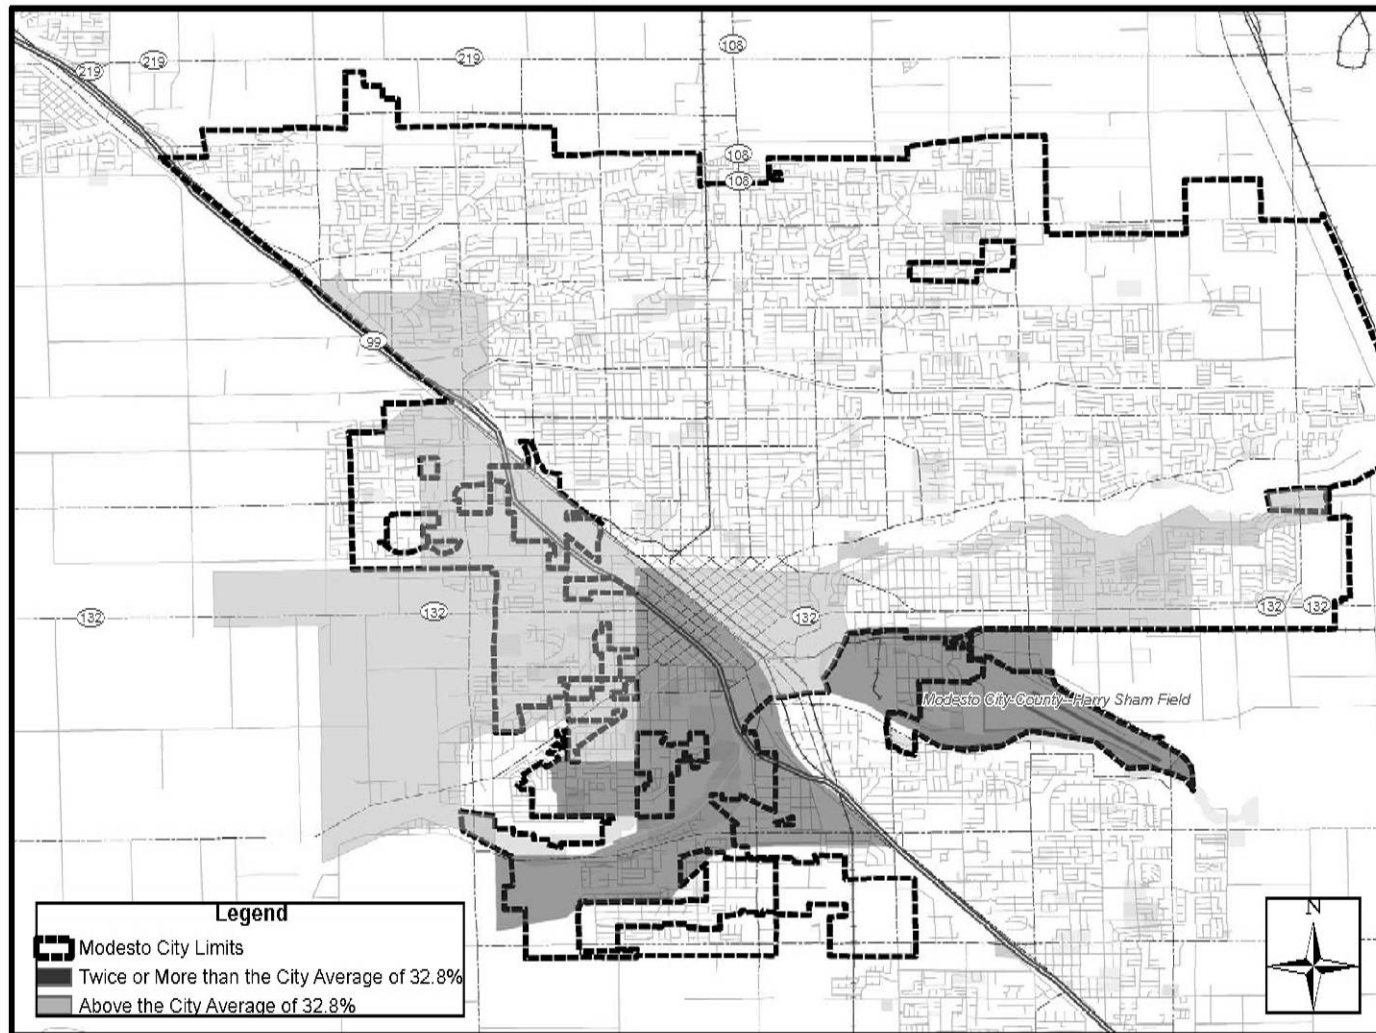 108
219
219
219
108
108
99
132
132
132
132
132
Modesto City-County--Harry Sham Field
Legend
Modesto City Limits
Twice or More than the City Average of 32.8%
Above the City Average of 32.8%
N